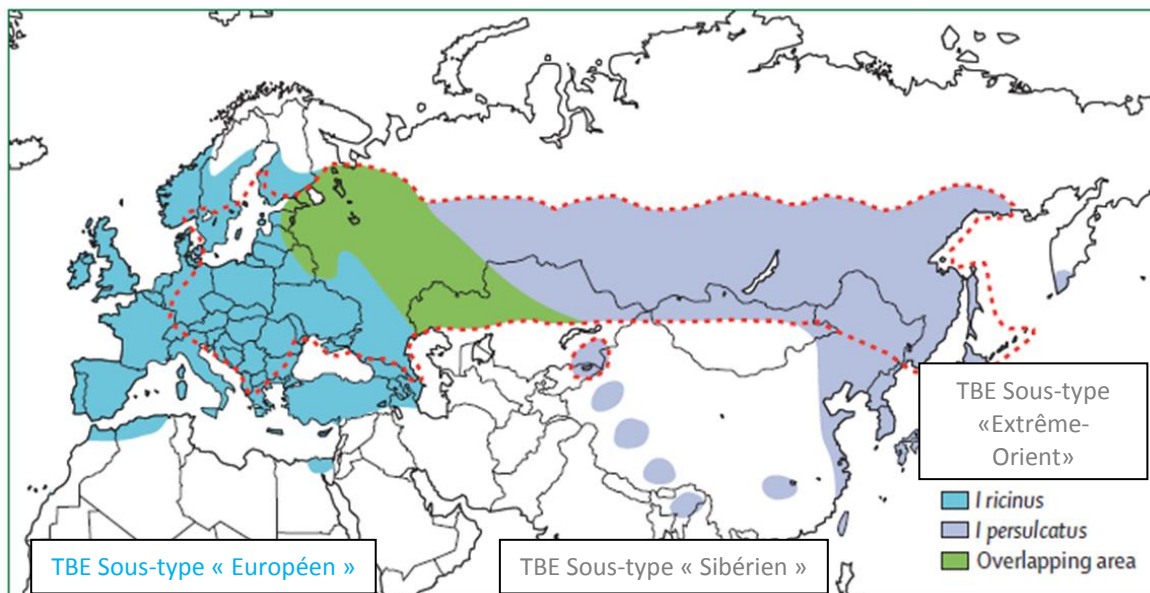 TBE Sous-type
«Extrême-
Orient»
I ricinus
I persulcatus
Overlapping area
TBE Sous-type « Européen »
TBE Sous-type « Sibérien »